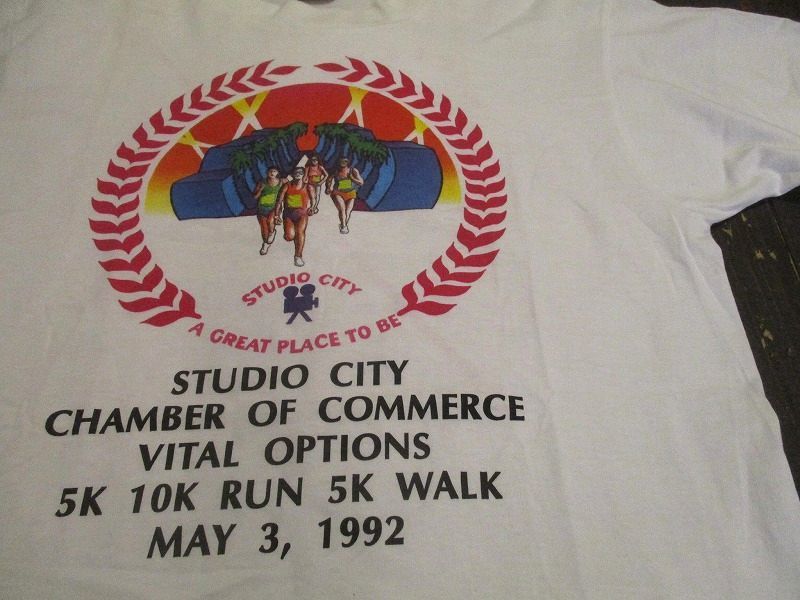 STUDIO CITY
A GREAT PLACE TO BE
STUDIO CITY
CHAMBER OF COMMERCE
VITAL OPTIONS
5K 10K RUN 5K WALK
MAY 3, 1992